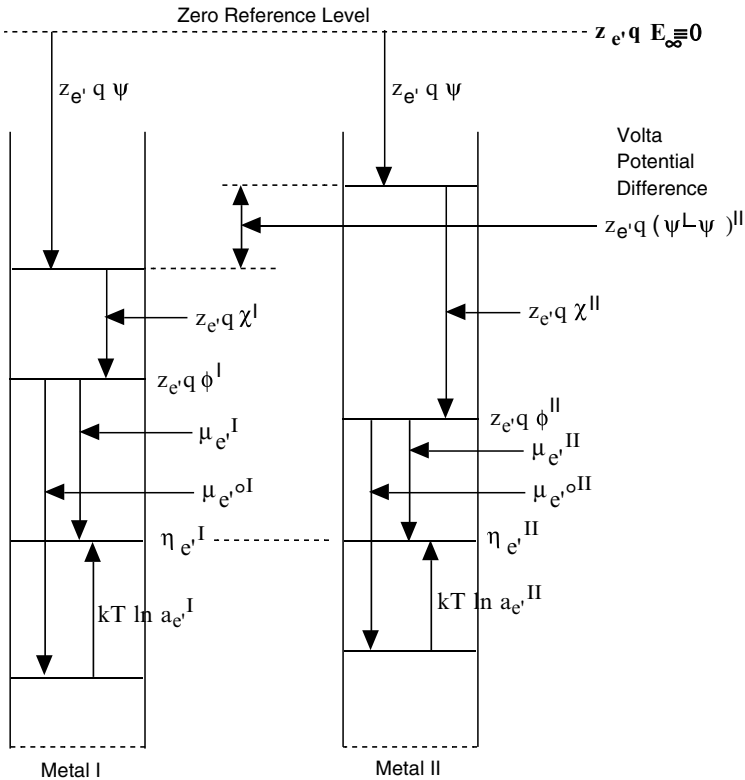 Zero Reference Level
z e' q E∞≡0
z e' q ψ
z e' q ψ
Volta
Potential
Difference
z e' q ( ψ I– ψ ) II
z e' q χ I
z e' q χ II
z e' q ϕ I
z e' q ϕ II
μ e' I
μ e' II
μ e' o I
μ e' o II
η e' I
η e' II
kT ln a e' I
kT ln a e' II
Metal I
Metal II